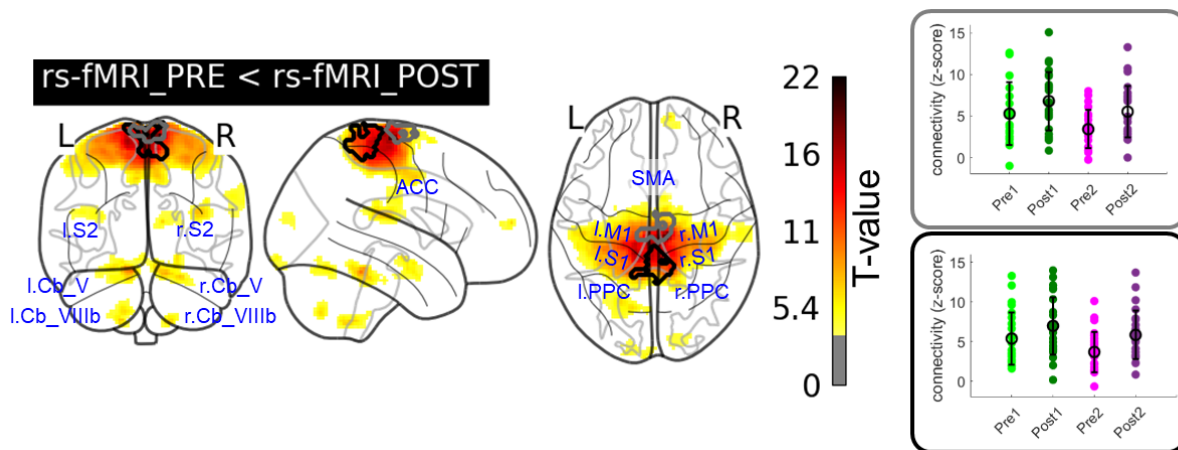 rs-fMRI_PRE < rs-fMRI_POST
L R
l.S2 r.S2
l.Cb_V r.Cb_V
l.Cb_VIIIb r.Cb_VIIIb
ACC
L R
SMA
l.M1 r.M1
l.S1 r.S1
l.PPC r.PPC
22
16
11
5.4
0
T-value
connectivity (z-score)
15
10
5
0
Pre1 Post1 Pre2 Post2
connectivity (z-score)
15
10
5
0
Pre1 Post1 Pre2 Post2